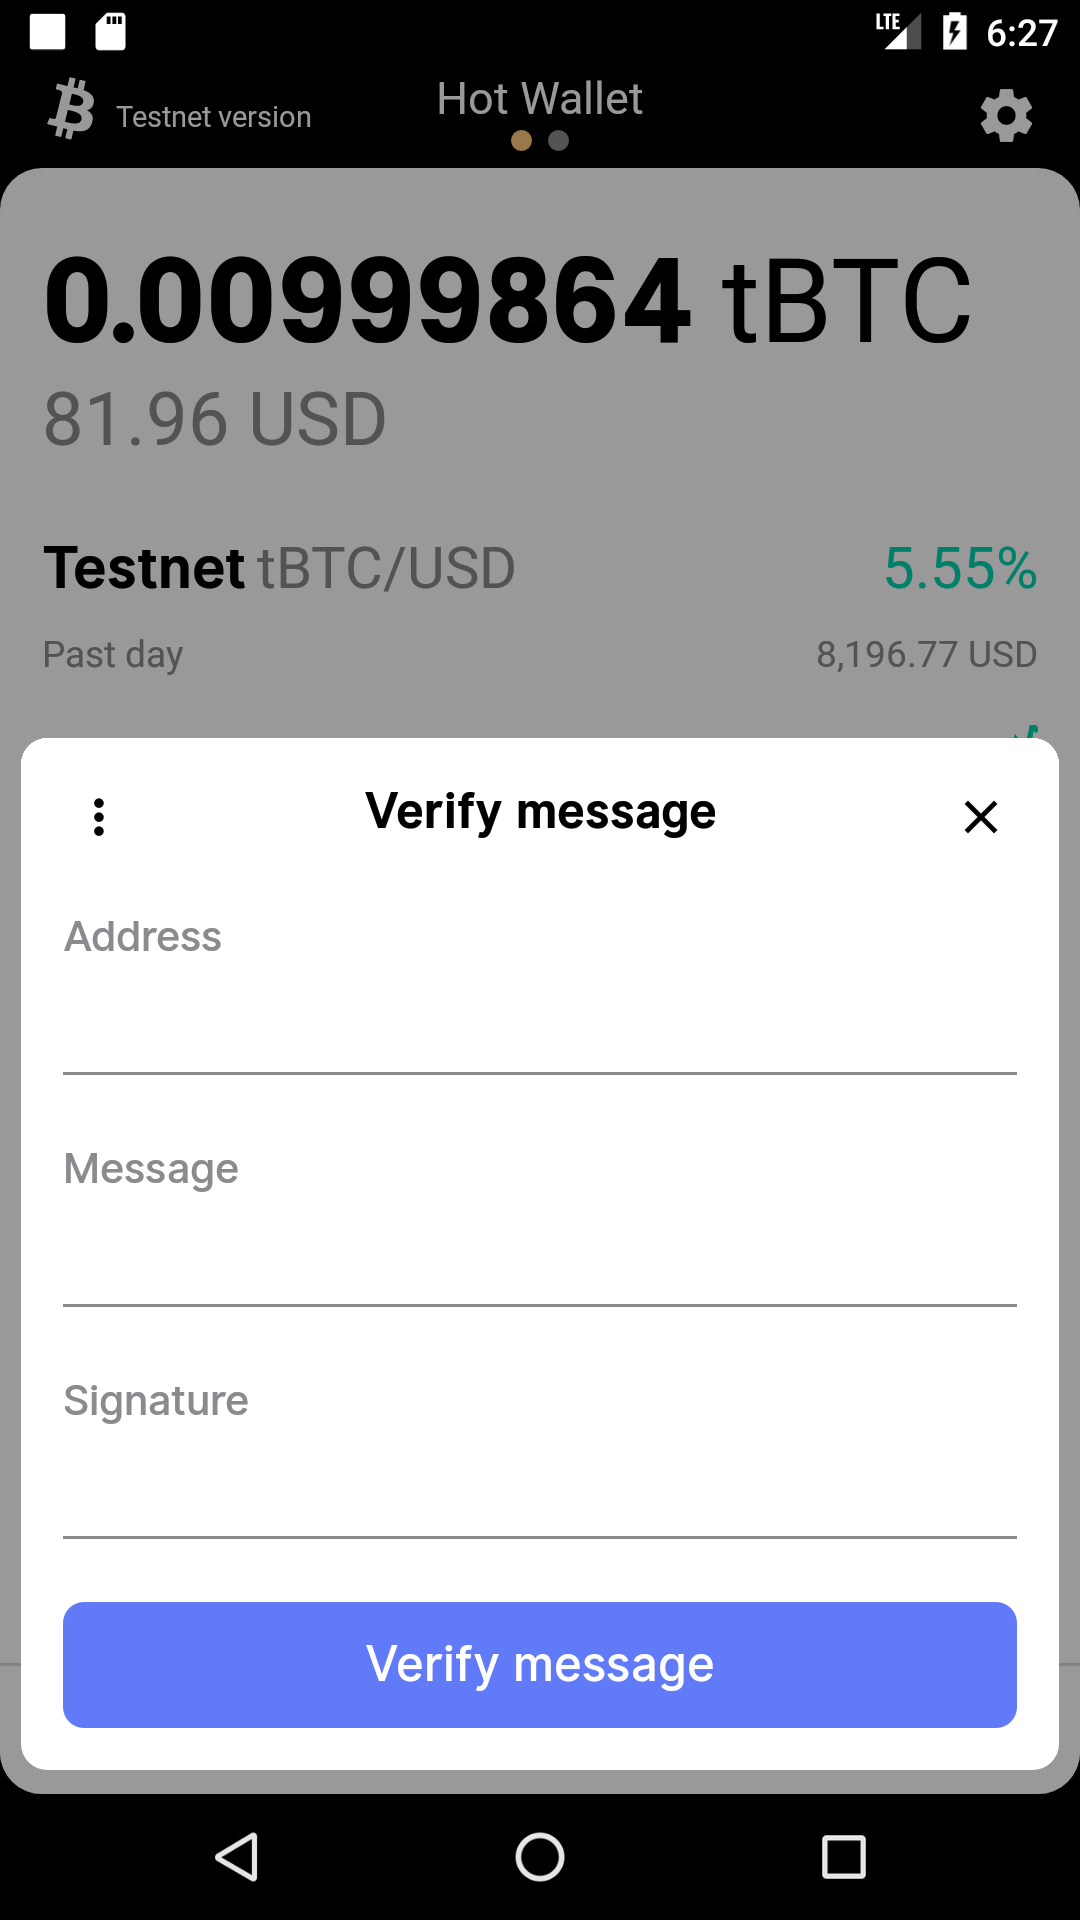 LTE 6:27
Testnet version
Hot Wallet
0.00999864 tBTC
81.96 USD
Testnet tBTC/USD 5.55%
Past day 8,196.77 USD
Verify message
Address
Message
Signature
Verify message